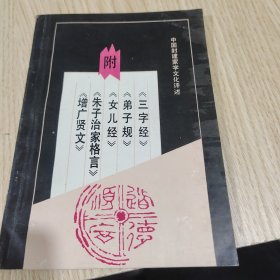 中国封建蒙学文化评述
附
《三字经》
《弟子规》
《女儿经》
《朱子治家格言》
《增广贤文》